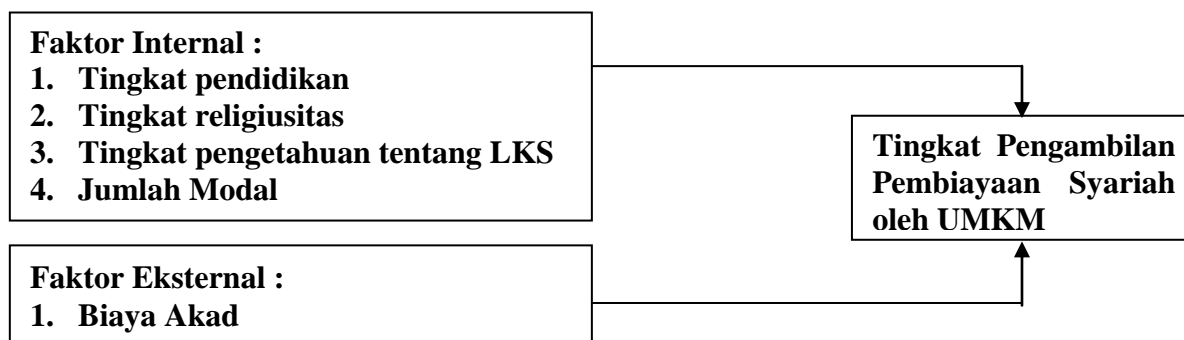 Faktor Internal :
1. Tingkat pendidikan
2. Tingkat religiusitas
3. Tingkat pengetahuan tentang LKS
4. Jumlah Modal
Tingkat Pengambilan
Pembiayaan Syariah
oleh UMKM
Faktor Eksternal :
1. Biaya Akad